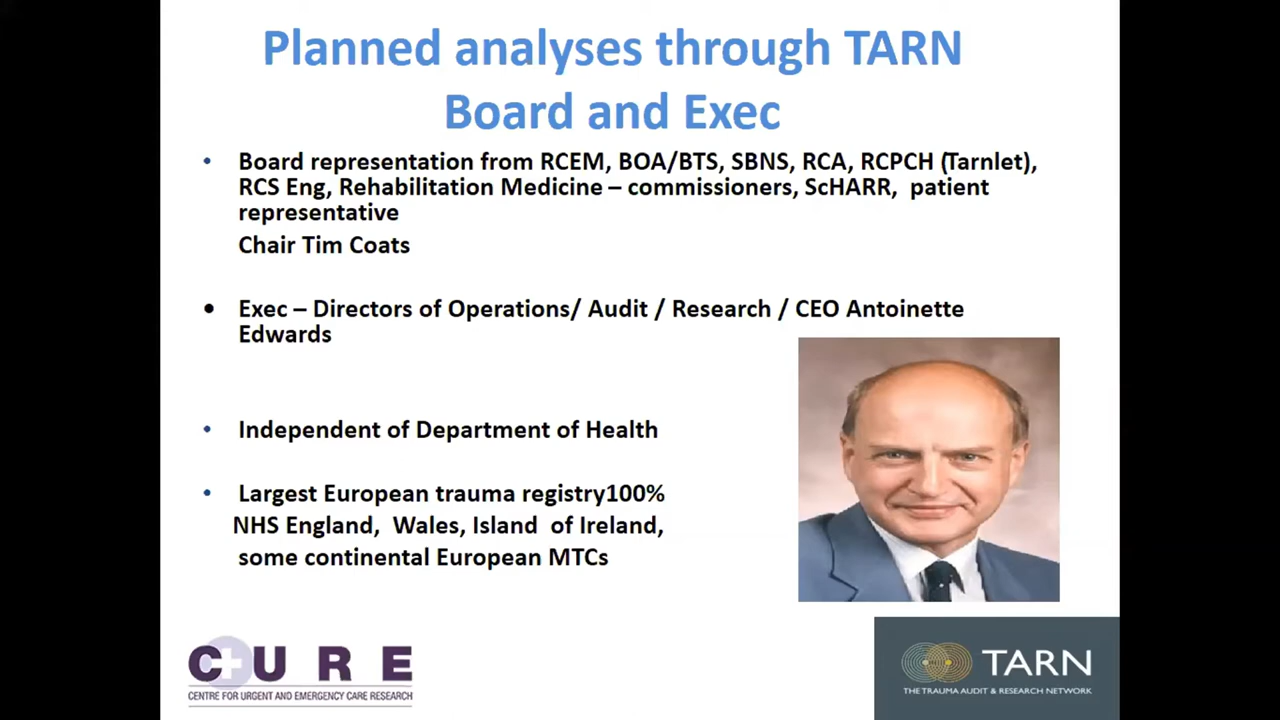 Planned analyses through TARN
Board and Exec
• Board representation from RCEM, BOA/BTS, SBNS, RCA, RCPCH (Tarnlet),
RCS Eng, Rehabilitation Medicine – commissioners, ScHARR, patient
representative
Chair Tim Coats
• Exec – Directors of Operations/ Audit / Research / CEO Antoinette
Edwards
• Independent of Department of Health
• Largest European trauma registry100%
NHS England, Wales, Island of Ireland,
some continental European MTCs
CURE
CENTRE FOR URGENT AND EMERGENCY CARE RESEARCH
TARN
THE TRAUMA AUDIT & RESEARCH NETWORK